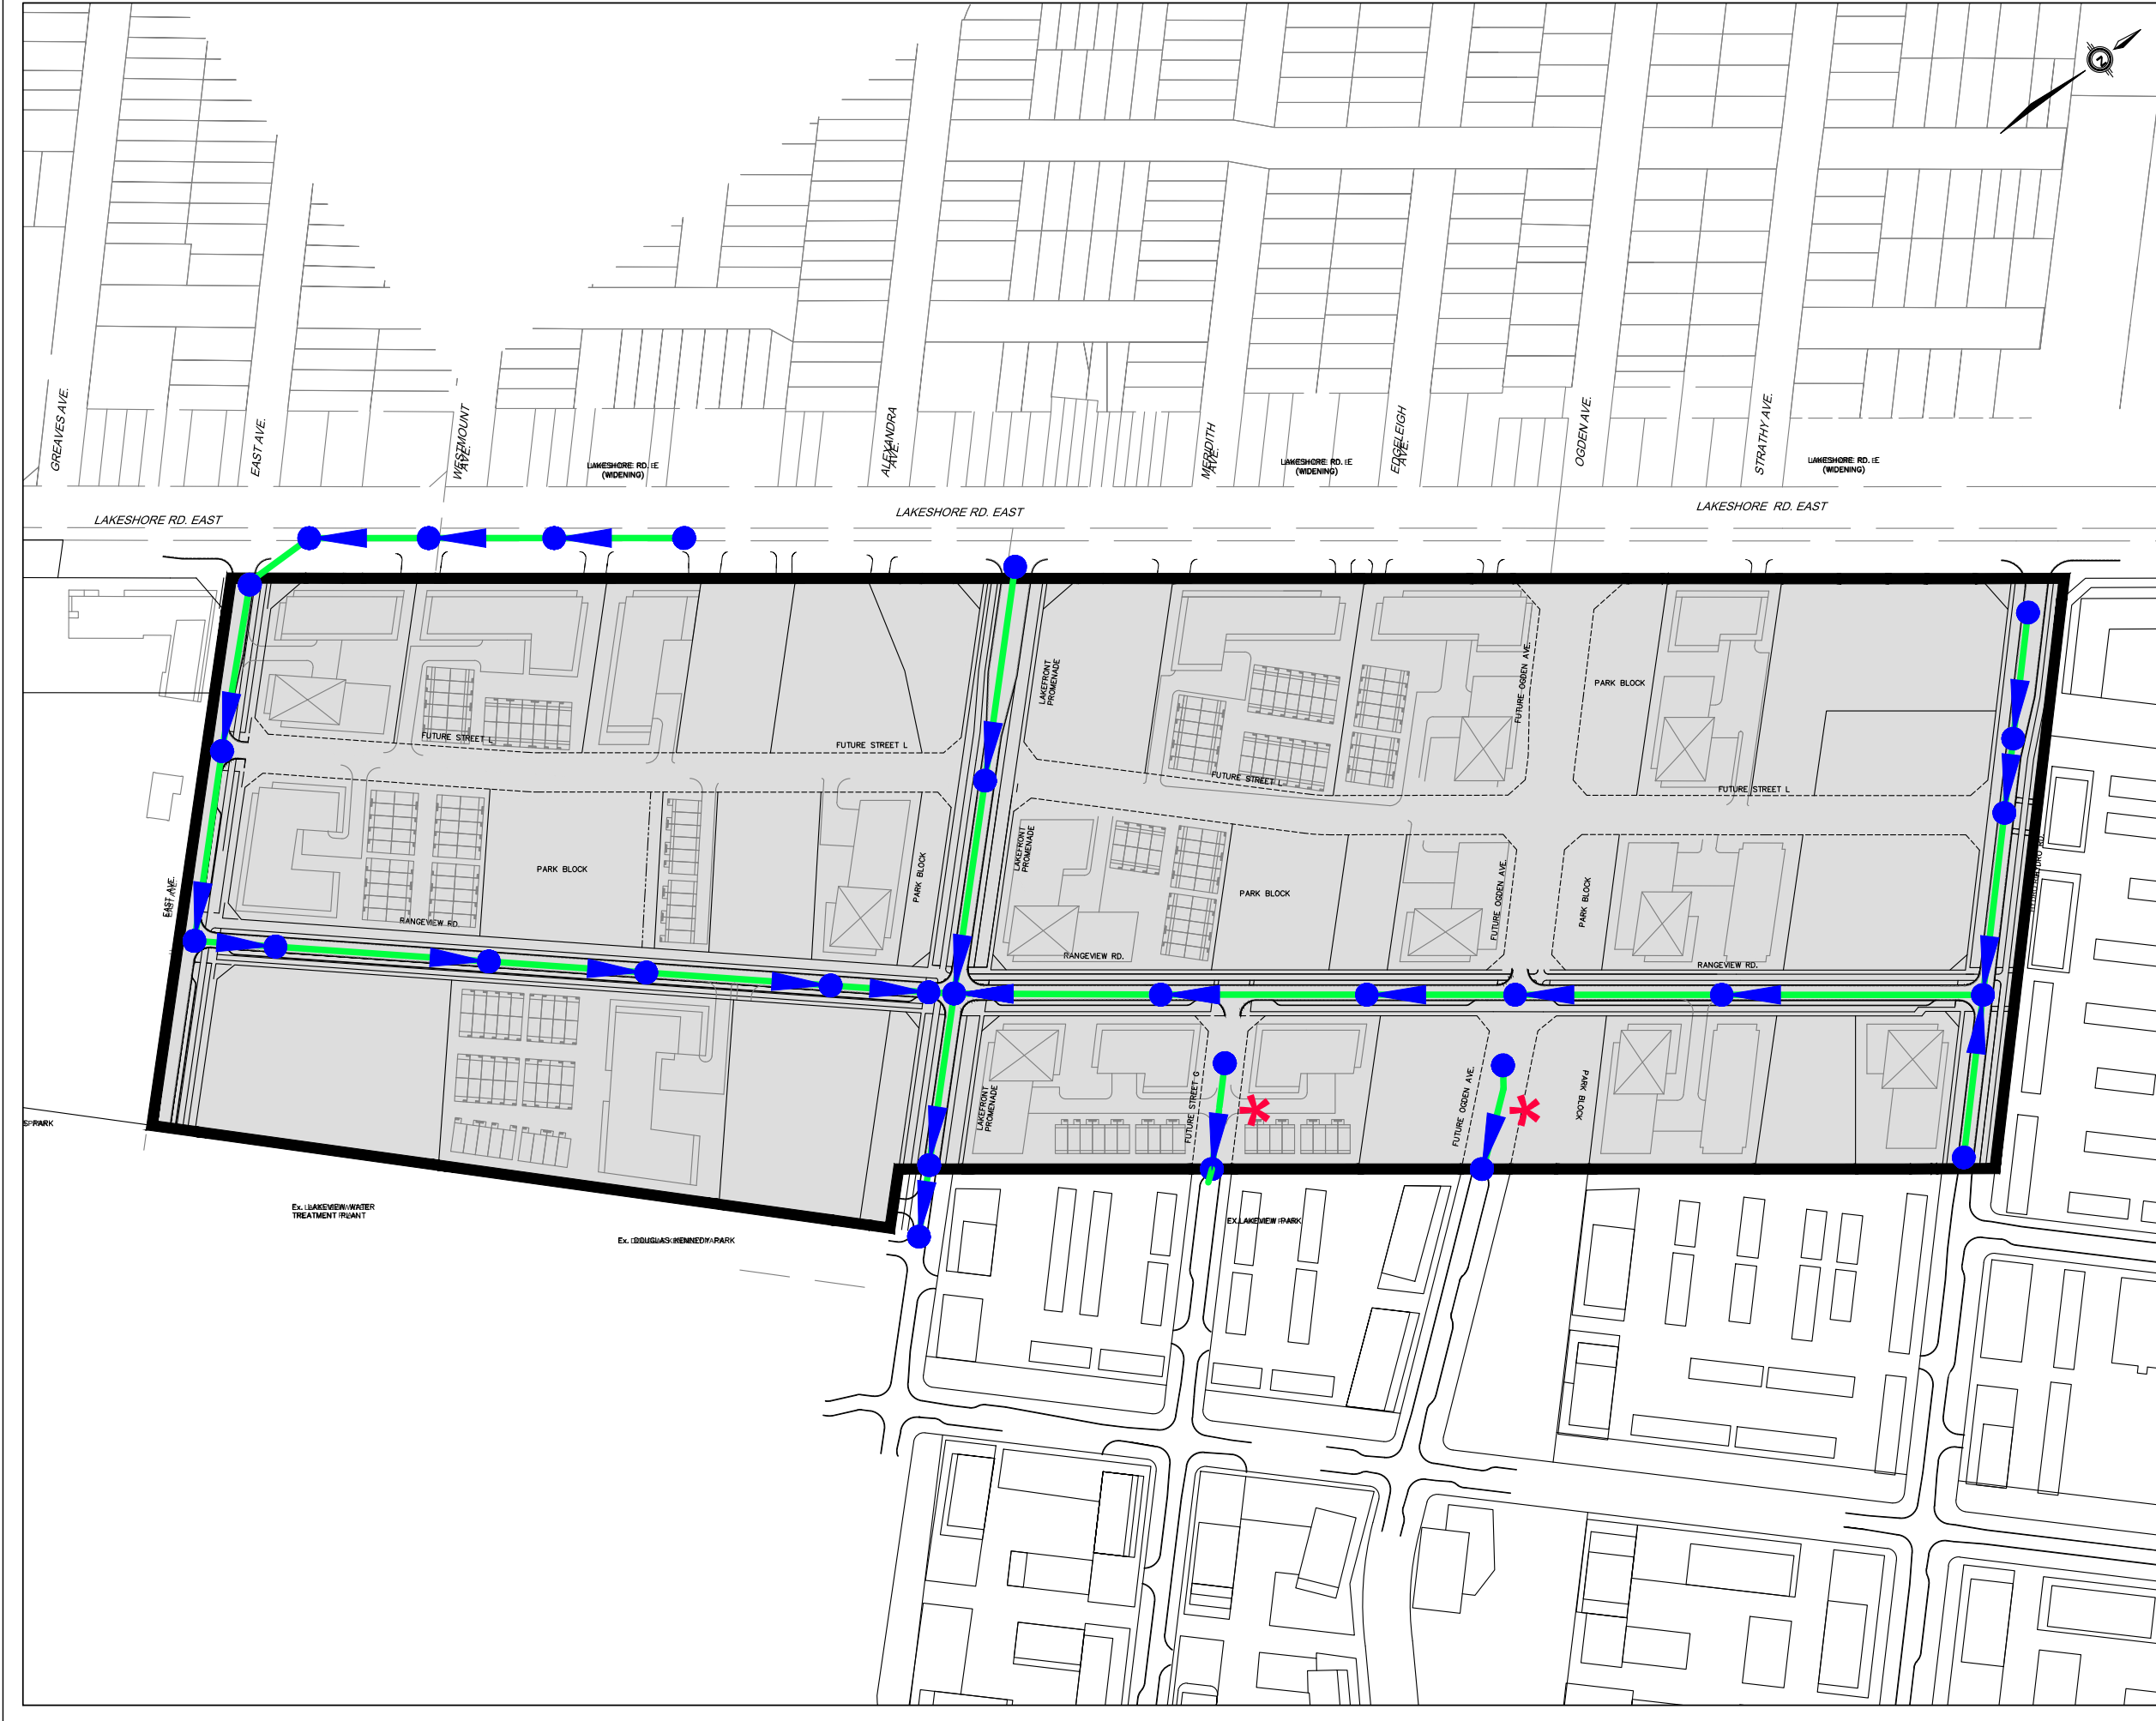 N
GREAVES AVE.
EAST AVE.
WESTMOUNT
AVE.
ALEXANDRA
AVE.
MERIDITH
AVE.
EDGELEIGH
AVE.
OGDEN AVE.
STRATHY AVE.
LAKESHORE RD. E
(WIDENING)
LAKESHORE RD. E
(WIDENING)
LAKESHORE RD. E
(WIDENING)
LAKESHORE RD. EAST
LAKESHORE RD. EAST
LAKESHORE RD. EAST
LAKEFRONT
PROMENADE
FUTURE OGDEN AVE.
PARK BLOCK
FUTURE STREET L
FUTURE STREET L
FUTURE STREET L
FUTURE STREET L
LAKEFRONT
PROMENADE
PARK BLOCK
PARK BLOCK
PARK BLOCK
FUTURE OGDEN AVE.
PARK BLOCK
EAST AVE.
EAST AVE.
RANGEVIEW RD.
RANGEVIEW RD.
RANGEVIEW RD.
LAKEFRONT
PROMENADE
FUTURE STREET G
FUTURE OGDEN AVE.
PARK BLOCK
PARK
Ex. LAKEVIEW WATER
TREATMENT PLANT
Ex. DOUGLAS KENNEDY PARK
EX.LAKEVIEW PARK